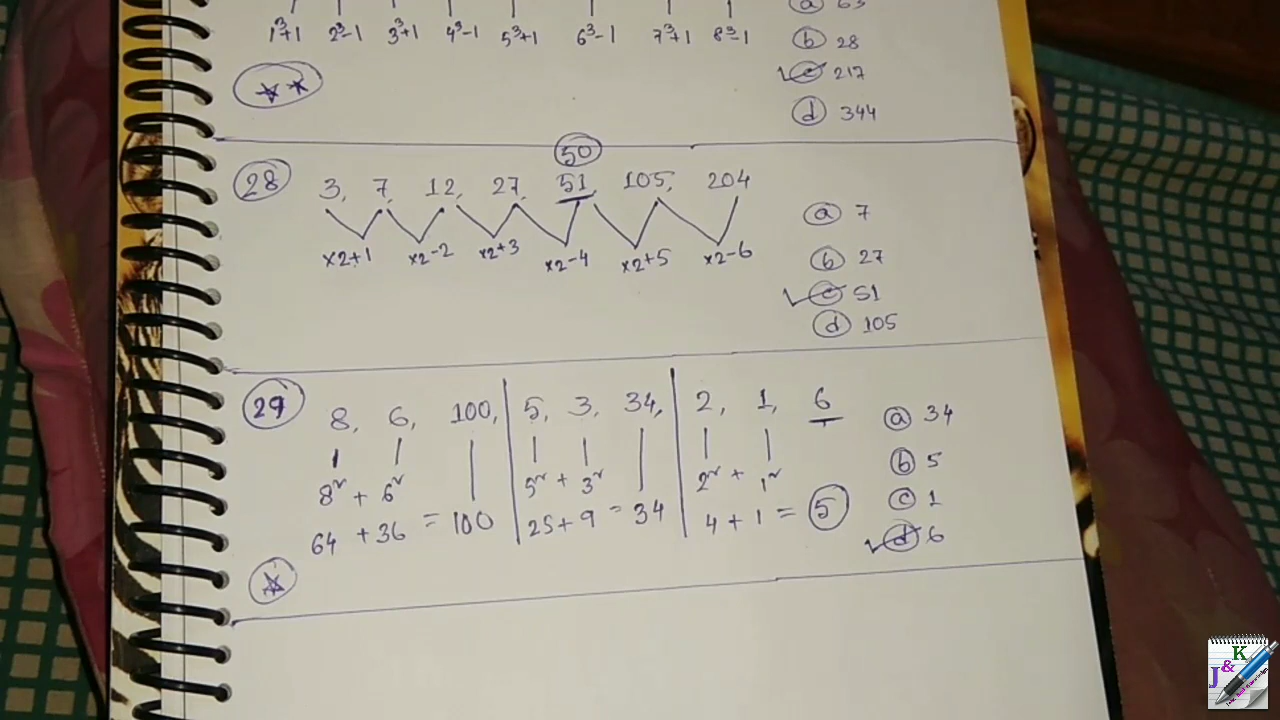 ⓐ 63
1³+1 2³-1 3³+1 4³-1 5³+1 6³-1 7³+1 8³-1
ⓑ 28
ⓒ 217
ⓓ 344
50
28 3, 7, 12, 27, 51, 105, 204
×2+1 ×2-2 ×2+3 ×2-4 ×2+5 ×2-6
ⓐ 7
ⓑ 27
ⓒ 51
ⓓ 105
29 8, 6, 100, 5, 3, 34, 2, 1, 6
8² + 6² 5² + 3² 2² + 1²
64 + 36 = 100 25 + 9 = 34 4 + 1 = 5
ⓐ 34
ⓑ 5
ⓒ 1
ⓓ 6
J&K